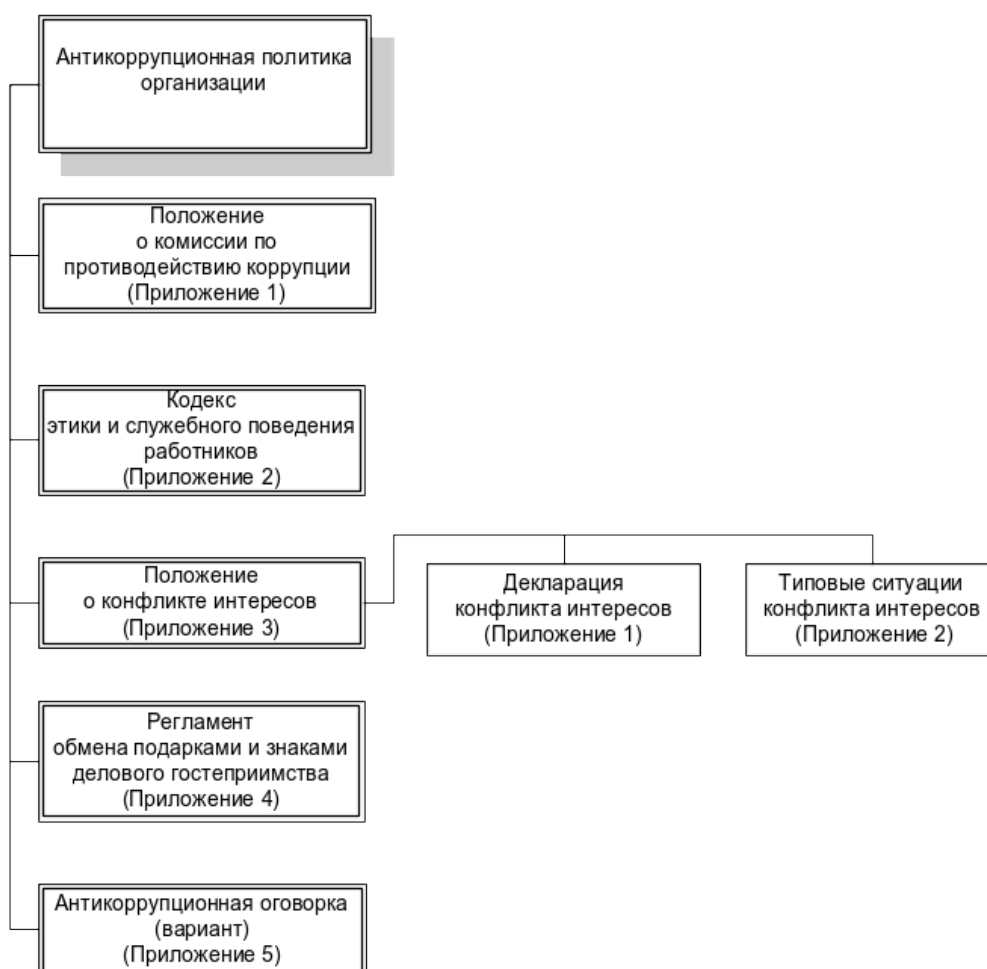 Антикоррупционная политика
организации
Положение
о комиссии по
противодействию коррупции
(Приложение 1)
Кодекс
этики и служебного поведения
работников
(Приложение 2)
Положение
о конфликте интересов
(Приложение 3)
Декларация
конфликта интересов
(Приложение 1)
Типовые ситуации
конфликта интересов
(Приложение 2)
Регламент
обмена подарками и знаками
делового гостеприимства
(Приложение 4)
Антикоррупционная оговорка
(вариант)
(Приложение 5)